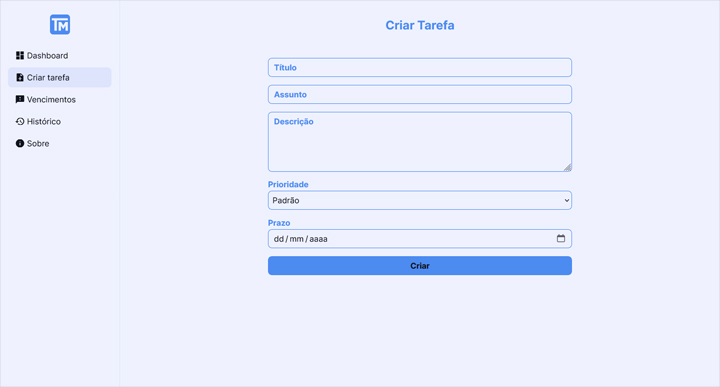 TM
Dashboard
Criar tarefa
Vencimentos
Histórico
Sobre
Criar Tarefa
Título
Assunto
Descrição
Prioridade
Padrão
Prazo
dd/mm/aaaa
Criar